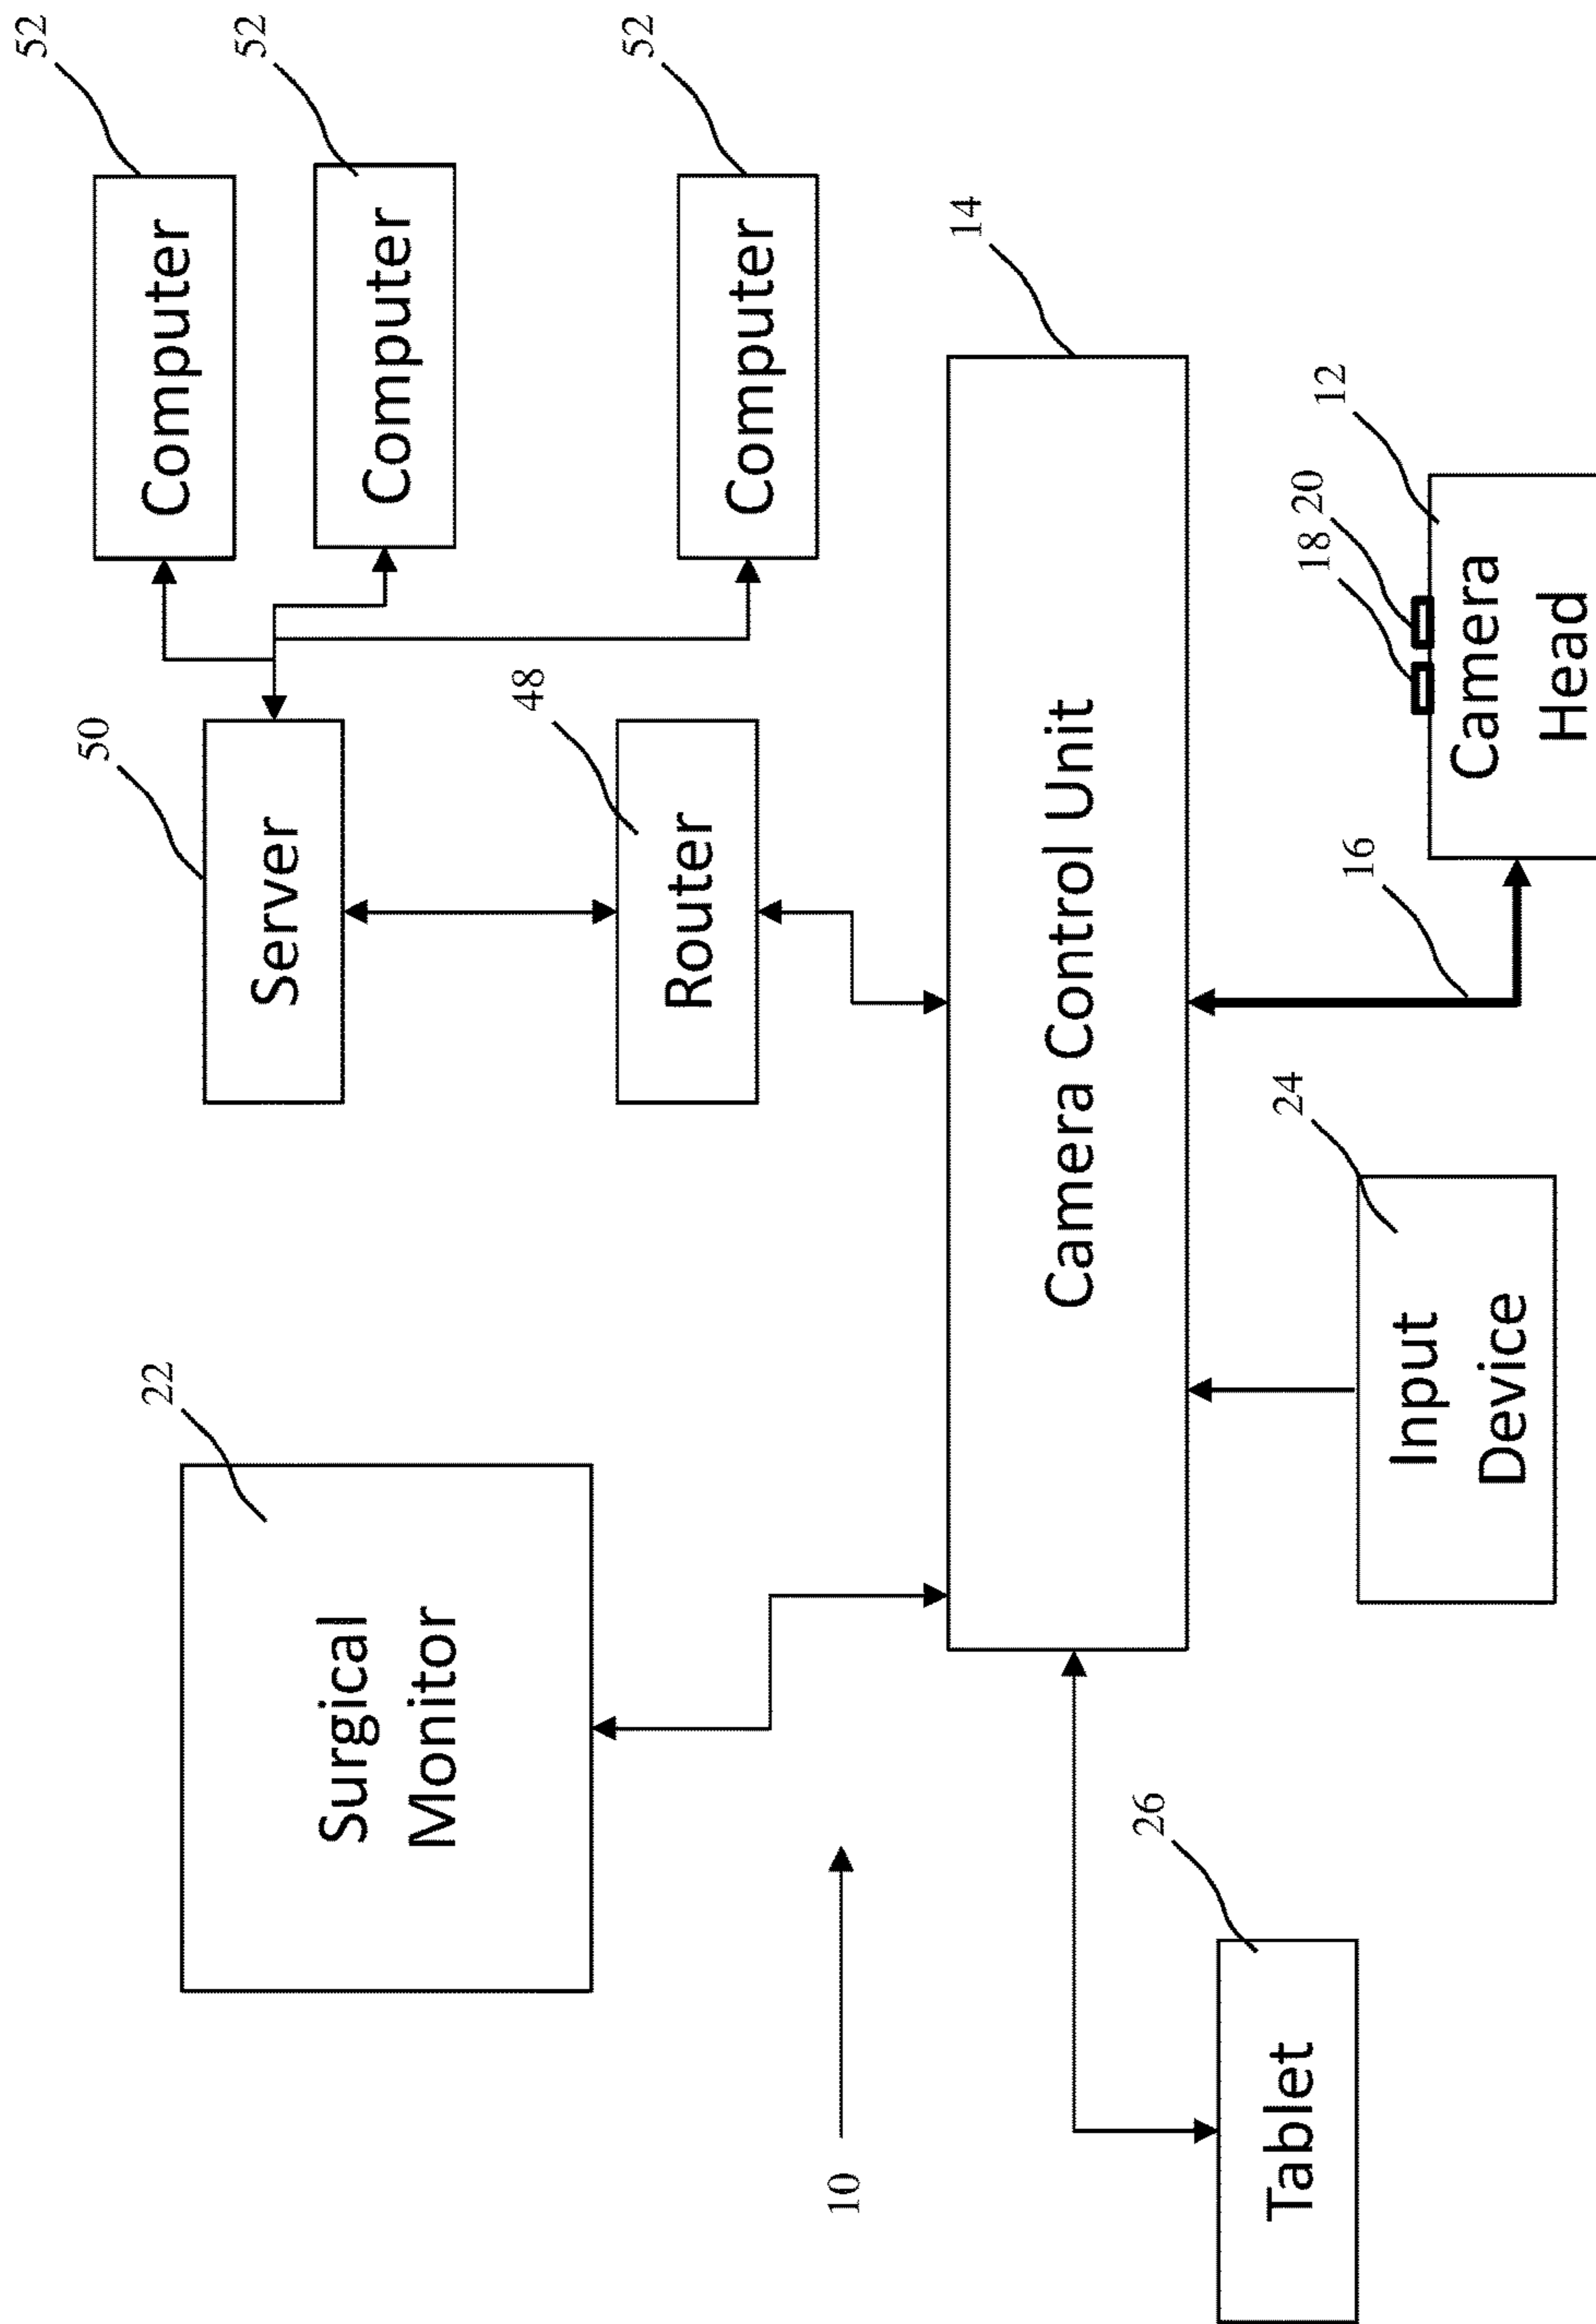 52
50
22
Computer
52
Server
Surgical
Monitor
Computer
48
52
Router
Computer
10
14
Camera Control Unit
26
24
Tablet
16
18
20
12
Input
Device
Camera
Head